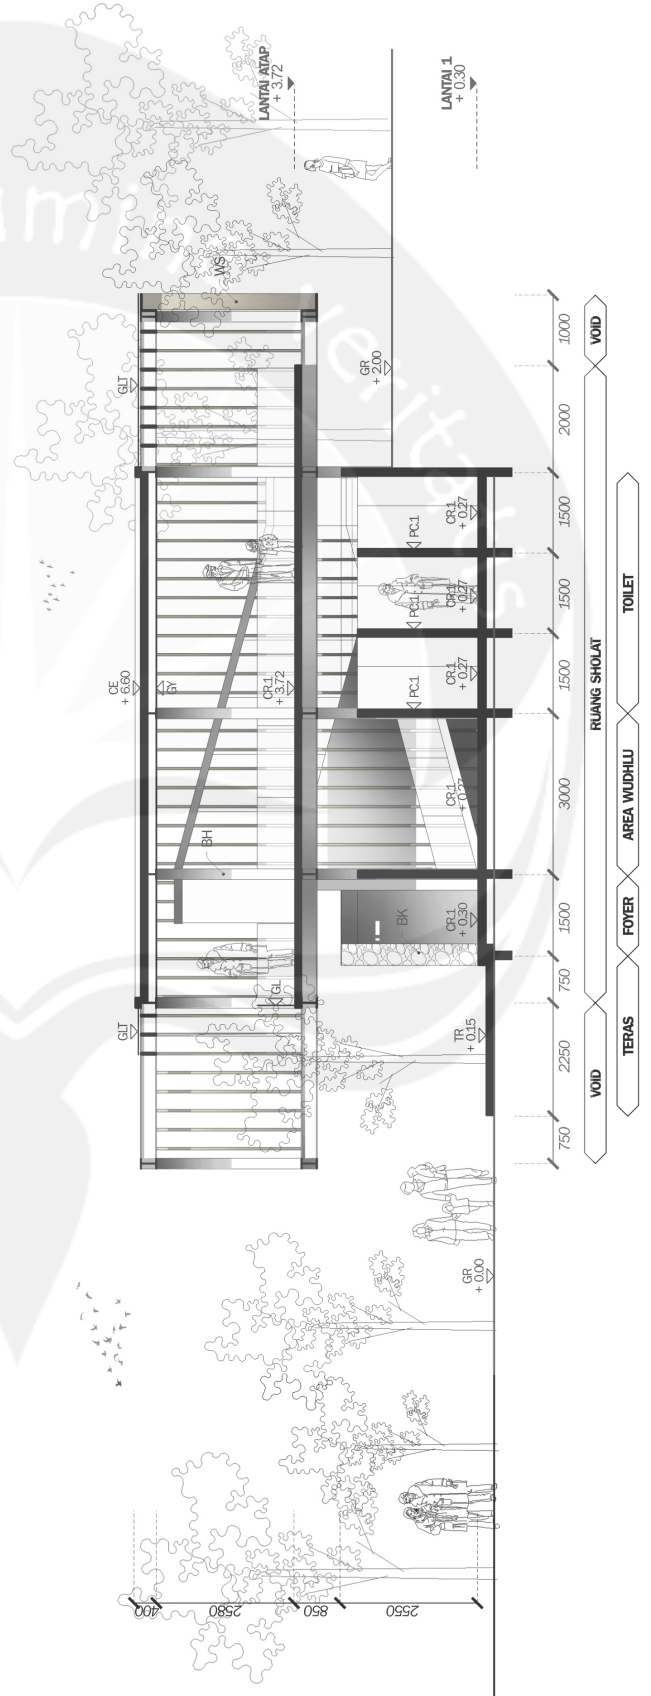 LANTAI ATAP
+ 3.72
LANTAI 1
+ 0.30
WS
GLT
GR
+ 2.00
CE
+ 6.60
GY
CR.1
+ 3.72
BH
GLT
GL
PC.1
CR.1
+ 0.27
PC.1
CR.1
+ 0.27
PC.1
CR.1
+ 0.27
CR.1
+ 0.27
BK
CR.1
+ 0.30
TR
+ 0.15
GR
+ 0.00
400
2580
850
2550
750
2250
750
1500
3000
1500
1500
1500
2000
1000
VOID
RUANG SHOLAT
VOID
TERAS
FOYER
AREA WUDHLU
TOILET
veritas